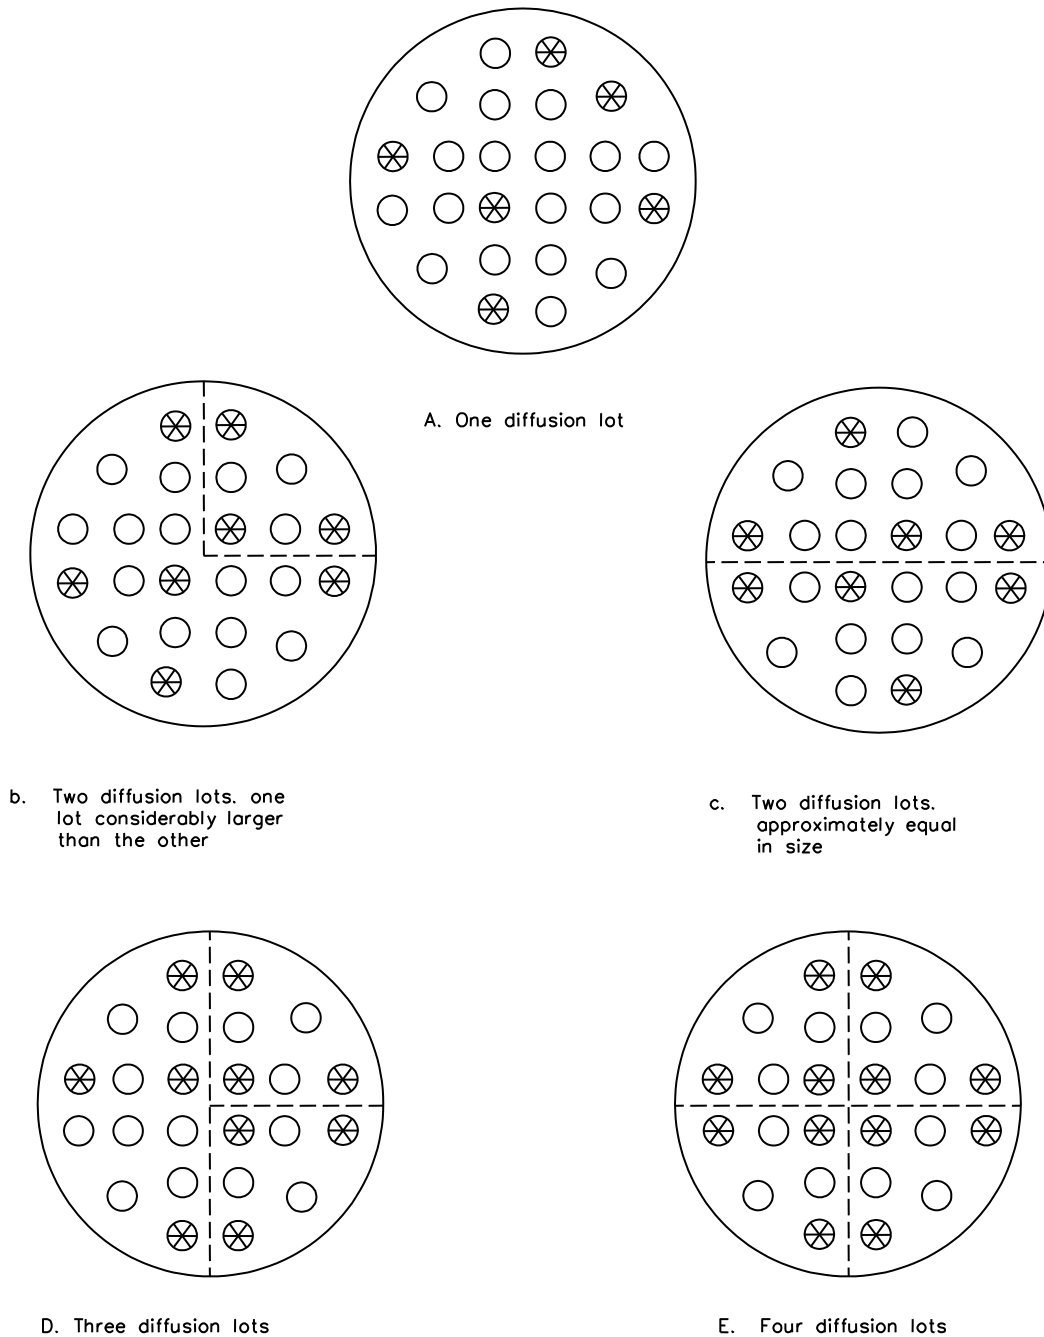 A. One diffusion lot
b. Two diffusion lots. one
lot considerably larger
than the other
c. Two diffusion lots.
approximately equal
in size
D. Three diffusion lots
E. Four diffusion lots